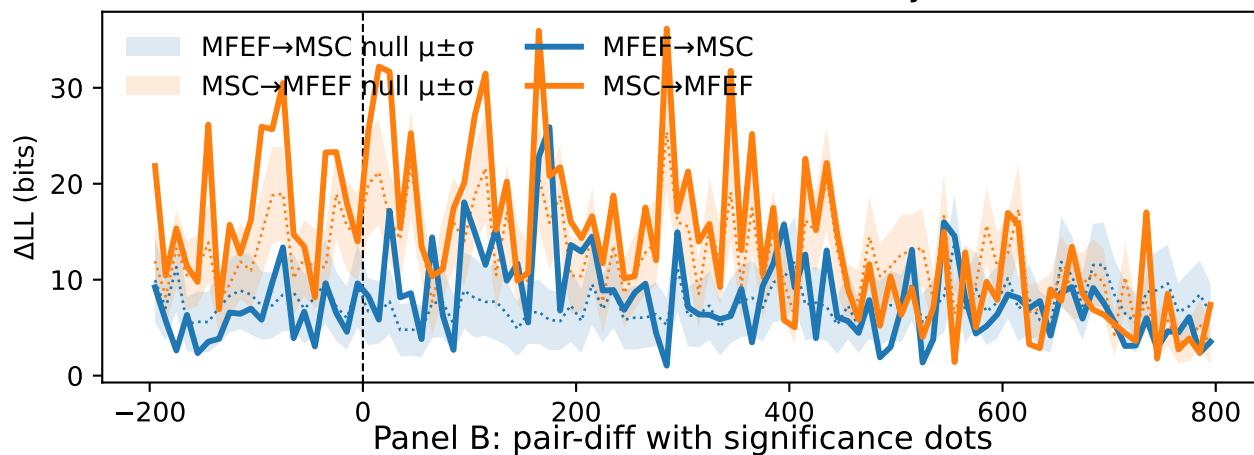 MFEF→MSC null μ±σ
MSC→MFEF null μ±σ
MFEF→MSC
MSC→MFEF
ΔLL (bits)
30
20
10
0
−200 0 200 400 600 800
Panel B: pair-diff with significance dots